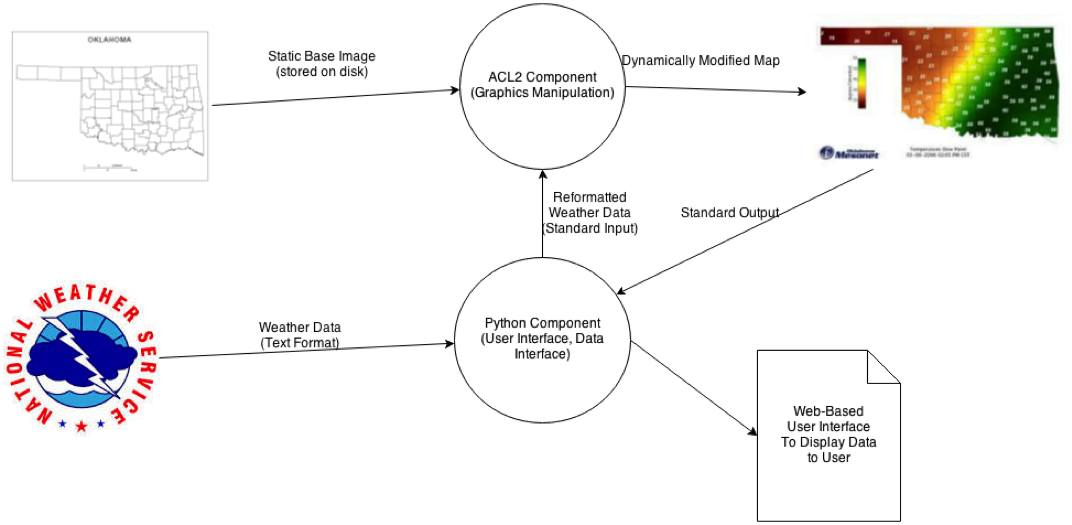 OKLAHOMA
Static Base Image
(stored on disk)
ACL2 Component
(Graphics Manipulation)
Dynamically Modified Map
Oklahoma
Mesonet
Reformatted
Weather Data
(Standard Input)
Standard Output
NATIONAL WEATHER SERVICE
Weather Data
(Text Format)
Python Component
(User Interface, Data
Interface)
Web-Based
User Interface
To Display Data
to User